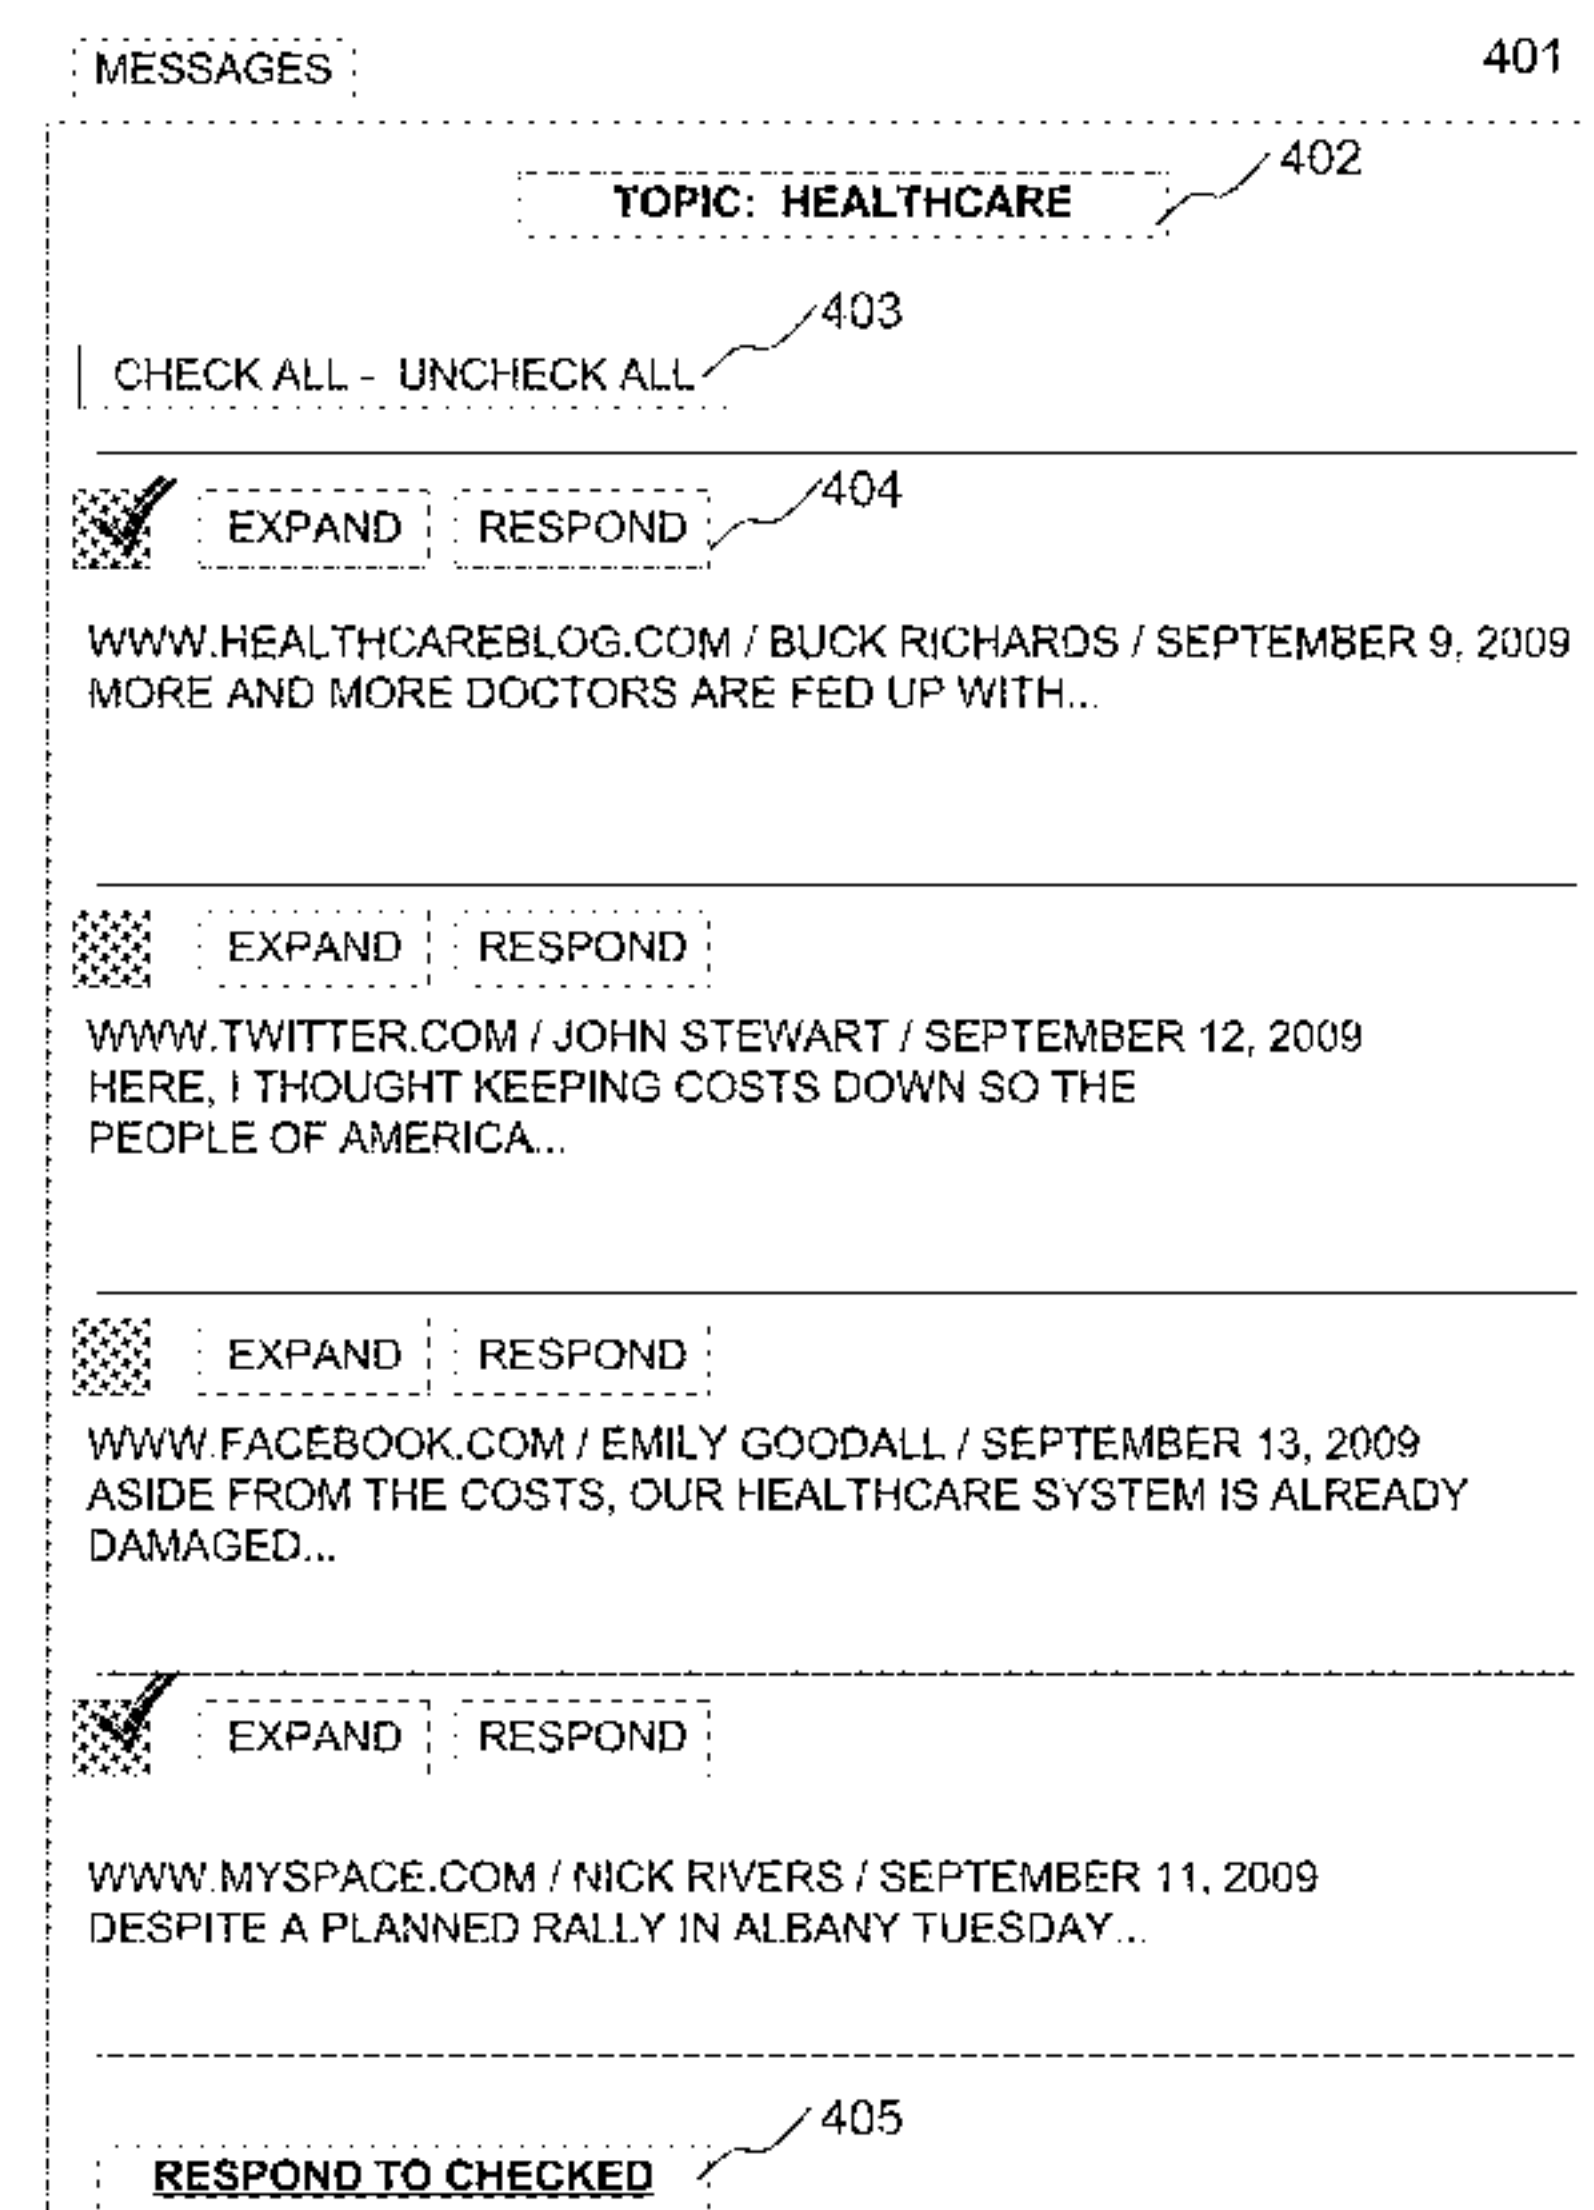 MESSAGES 401
402
TOPIC: HEALTHCARE
403
CHECK ALL - UNCHECK ALL
404
EXPAND RESPOND
WWW.HEALTHCAREBLOG.COM / BUCK RICHARDS / SEPTEMBER 9, 2009
MORE AND MORE DOCTORS ARE FED UP WITH...
EXPAND RESPOND
WWW.TWITTER.COM / JOHN STEWART / SEPTEMBER 12, 2009
HERE, I THOUGHT KEEPING COSTS DOWN SO THE
PEOPLE OF AMERICA...
EXPAND RESPOND
WWW.FACEBOOK.COM / EMILY GOODALL / SEPTEMBER 13, 2009
ASIDE FROM THE COSTS, OUR HEALTHCARE SYSTEM IS ALREADY
DAMAGED...
EXPAND RESPOND
WWW.MYSPACE.COM / NICK RIVERS / SEPTEMBER 11, 2009
DESPITE A PLANNED RALLY IN ALBANY TUESDAY...
405
RESPOND TO CHECKED